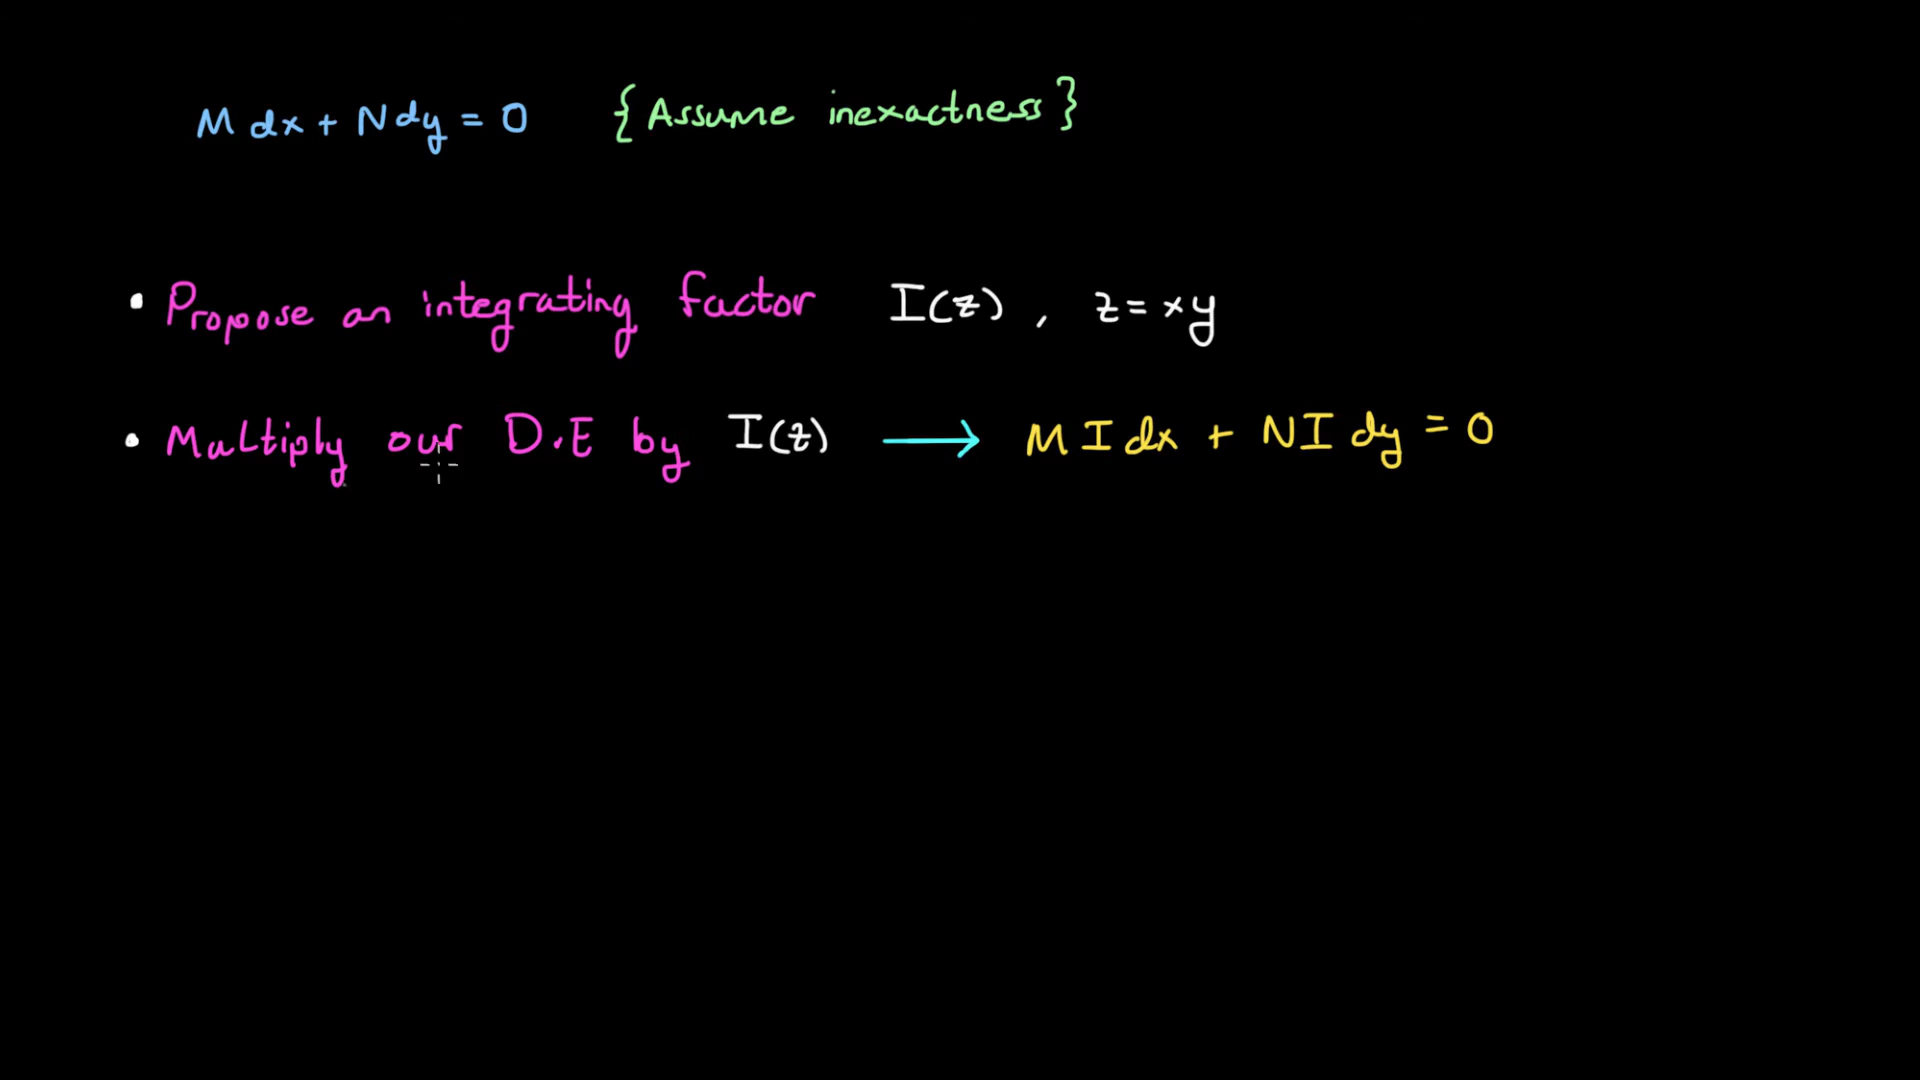 M dx + N dy = 0 {Assume inexactness}
• Propose an integrating factor I(z) , z = xy
• Multiply our D.E by I(z) → M I dx + N I dy = 0